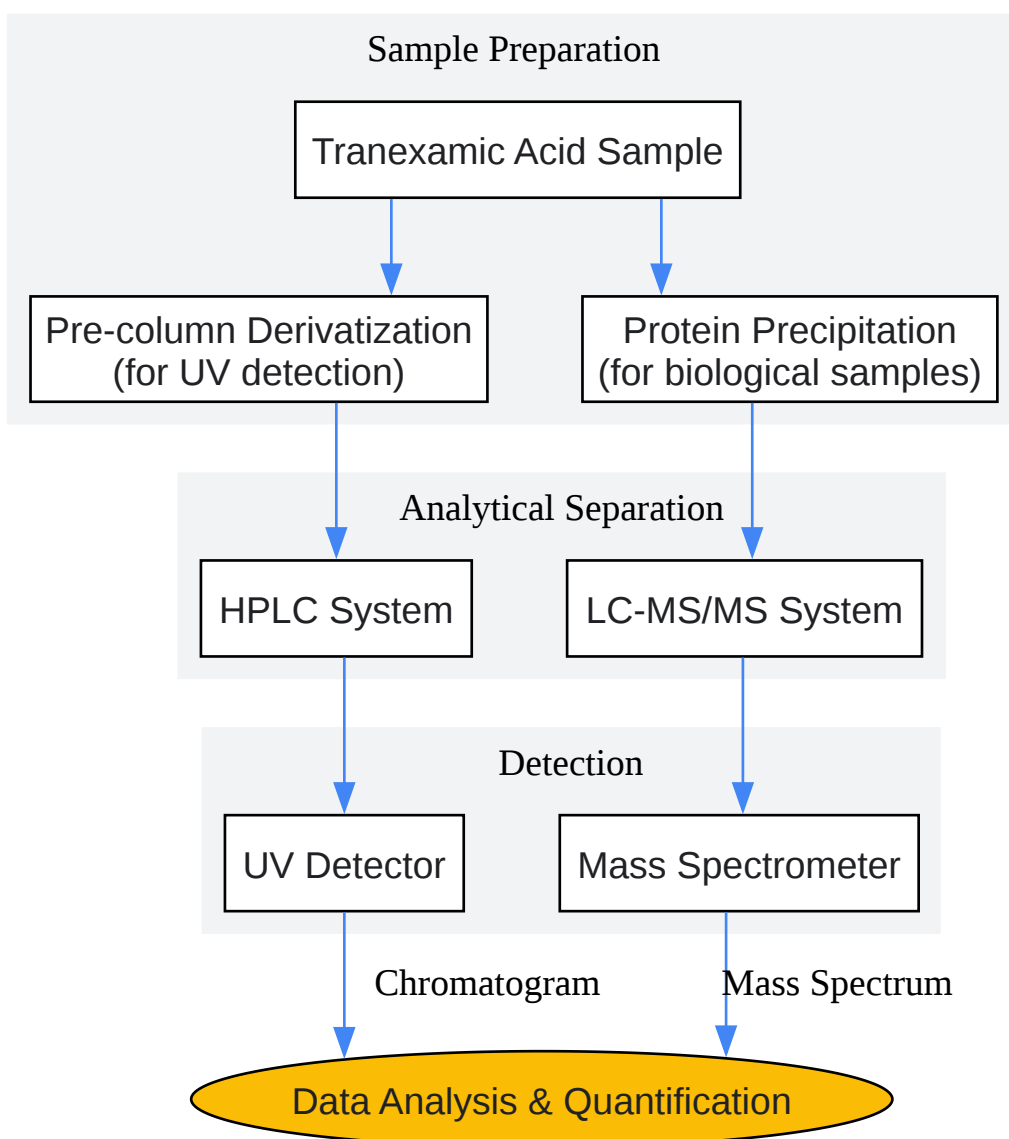 Sample Preparation
Tranexamic Acid Sample
Pre-column Derivatization
(for UV detection)
Protein Precipitation
(for biological samples)
Analytical Separation
HPLC System
LC-MS/MS System
Detection
UV Detector
Mass Spectrometer
Chromatogram
Mass Spectrum
Data Analysis & Quantification